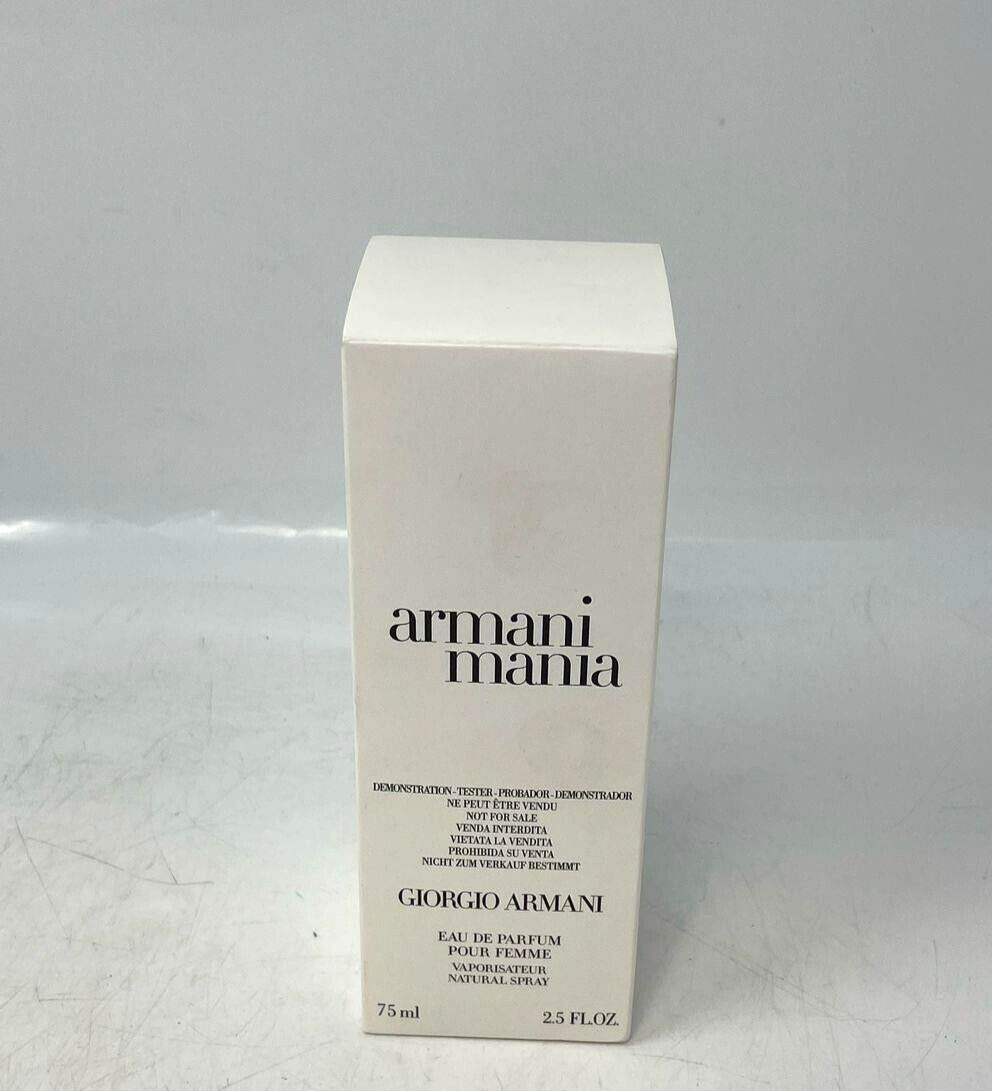 armani
mania
DEMONSTRATION-TESTER-PROBADOR-DEMONSTRADOR
NE PEUT ÊTRE VENDU
NOT FOR SALE
VENDA INTERDITA
VIETATA LA VENDITA
PROHIBIDA SU VENTA
NICHT ZUM VERKAUF BESTIMMT
GIORGIO ARMANI
EAU DE PARFUM
POUR FEMME
VAPORISATEUR
NATURAL SPRAY
75 ml 2.5 FL.OZ.